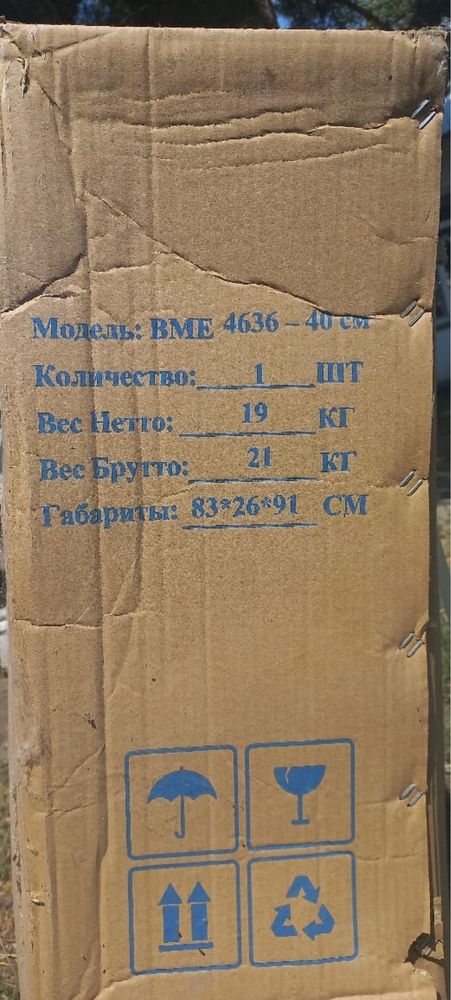 Модель: ВМЕ 4636 – 40 см
Количество: 1 ШТ
Вес Нетто: 19 КГ
Вес Брутто: 21 КГ
Габариты: 83*26*91 СМ